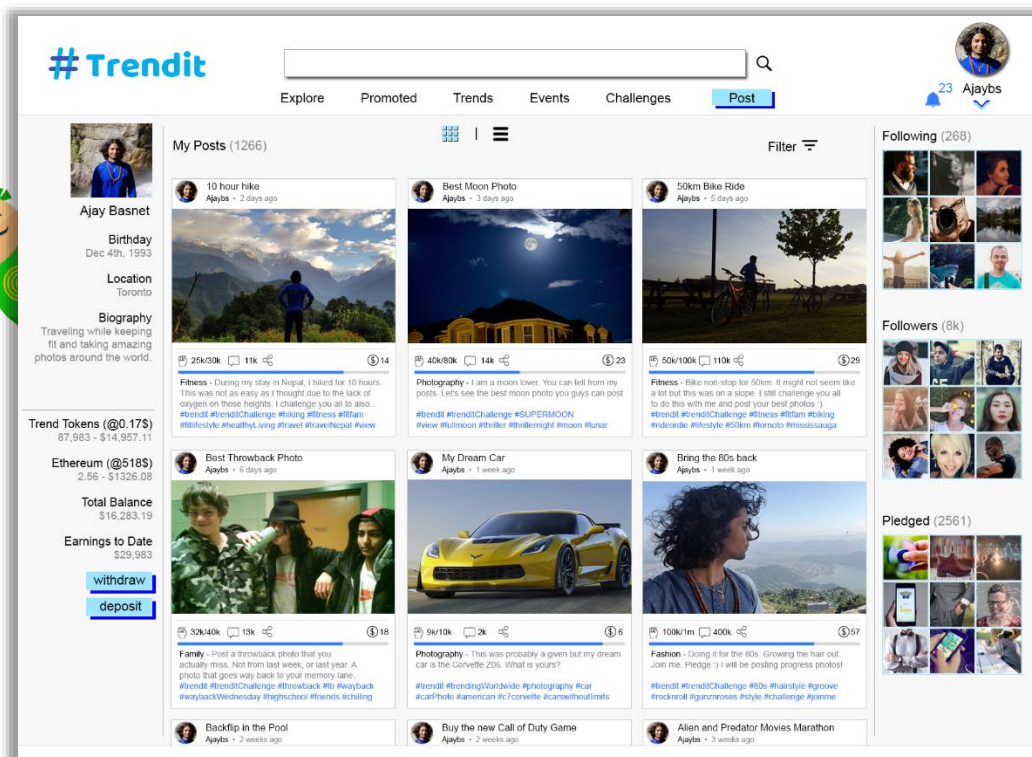 #Trendit
Explore Promoted Trends Events Challenges Post
23 Ajaybs
Ajay Basnet
Birthday
Dec 4th, 1993
Location
Toronto
Biography
Traveling while keeping
fit and taking amazing
photos around the world.
Trend Tokens (@0.17$)
87,983 - $14,957.11
Ethereum (@518$)
2.56 - $1326.08
Total Balance
$16,283.19
Earnings to Date
$29,983
withdraw
deposit
My Posts (1266)
Filter
10 hour hike
Ajaybs • 2 days ago
25k/30k 11k $14
Fitness - During my stay in Nepal, I hiked for 10 hours.
This was not as easy as I thought due to the lack of
oxygen on those heights. I challenge you all to also...
#trendit #trenditChallenge #hiking #fitness #fitfam
#fitlifestyle #healthyLiving #travel #travelNepal #view
Best Moon Photo
Ajaybs • 3 days ago
40k/80k 14k $23
Photography - I am a moon lover. You can tell from my
posts. Let's see the best moon photo you guys can post.
#trendit #trenditChallenge #SUPERMOON
#view #fullmoon #thriller #thrillernight #moon #lunar
50km Bike Ride
Ajaybs • 5 days ago
50k/100k 110k $29
Fitness - Bike non-stop for 50km. It might not seem like
a lot but this was on a slope. I still challenge you all
to do this with me and post your best photos :)
#trendit #trenditChallenge #fitness #fitfam #biking
#rideordie #lifestyle #50km #tornoto #mississauga
Best Throwback Photo
Ajaybs • 6 days ago
32k/40k 13k $18
Family - Post a throwback photo that you
actually miss. Not from last week, or last year. A
photo that goes way back to your memory lane.
#trendit #trenditChallenge #throwback #tb #wayback
#waybackWednesday #highschool #friends #chiling
My Dream Car
Ajaybs • 1 week ago
9k/10k 2k $6
Photography - This was probably a given but my dream
car is the Corvette Z06. What is yours?
#trendit #trendingWorldwide #photography #car
#carPhoto #american #c7corvette #carswithoutlimits
Bring the 80s back
Ajaybs • 1 week ago
100k/1m 400k $57
Fashion - Doing it for the 80s. Growing the hair out.
Join me. Pledge :) I will be posting progress photos!
#trendit #trenditChallenge #80s #hairstyle #groove
#rocknroll #gunznroses #style #challenge #joinme
Backflip in the Pool
Ajaybs • 2 weeks ago
Buy the new Call of Duty Game
Ajaybs • 2 weeks ago
Alien and Predator Movies Marathon
Ajaybs • 3 weeks ago
Following (268)
Followers (8k)
Pledged (2561)